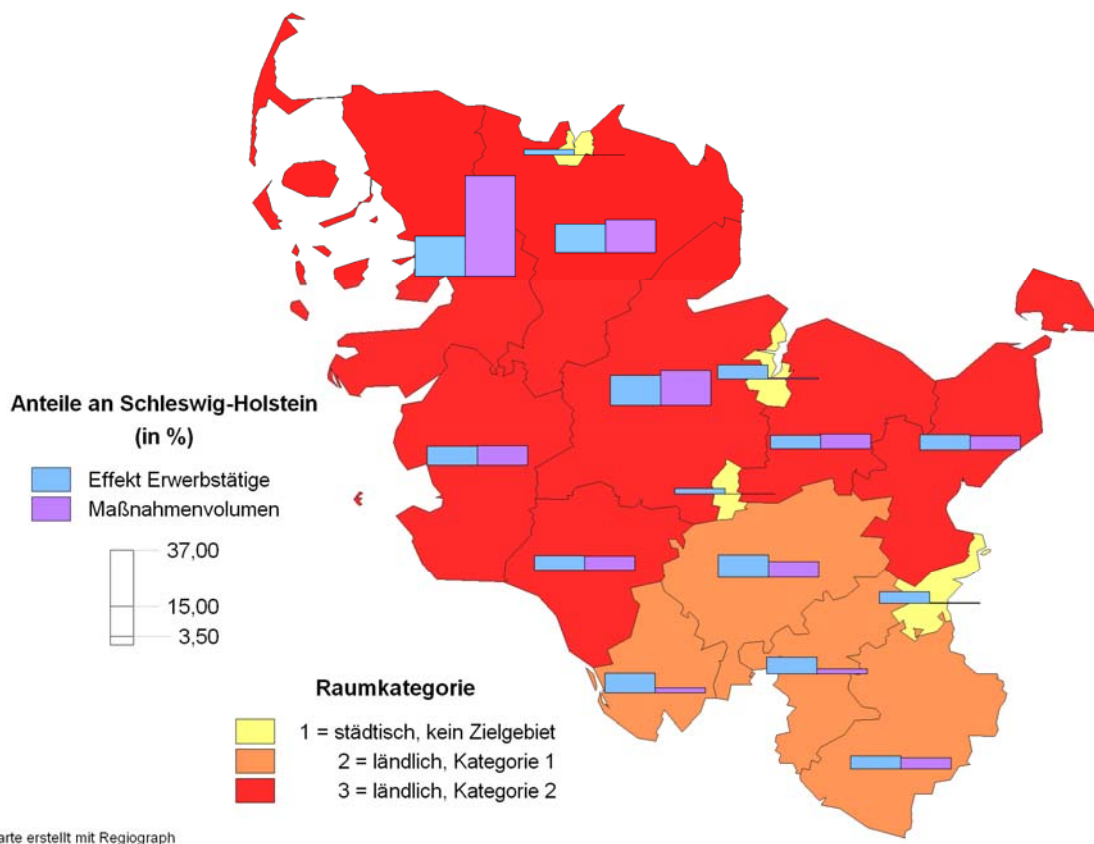 Anteile an Schleswig-Holstein
(in %)
Effekt Erwerbstätige
Maßnahmenvolumen
37,00
15,00
3,50
Raumkategorie
1 = städtisch, kein Zielgebiet
2 = ländlich, Kategorie 1
3 = ländlich, Kategorie 2
arte erstellt mit Regiograph